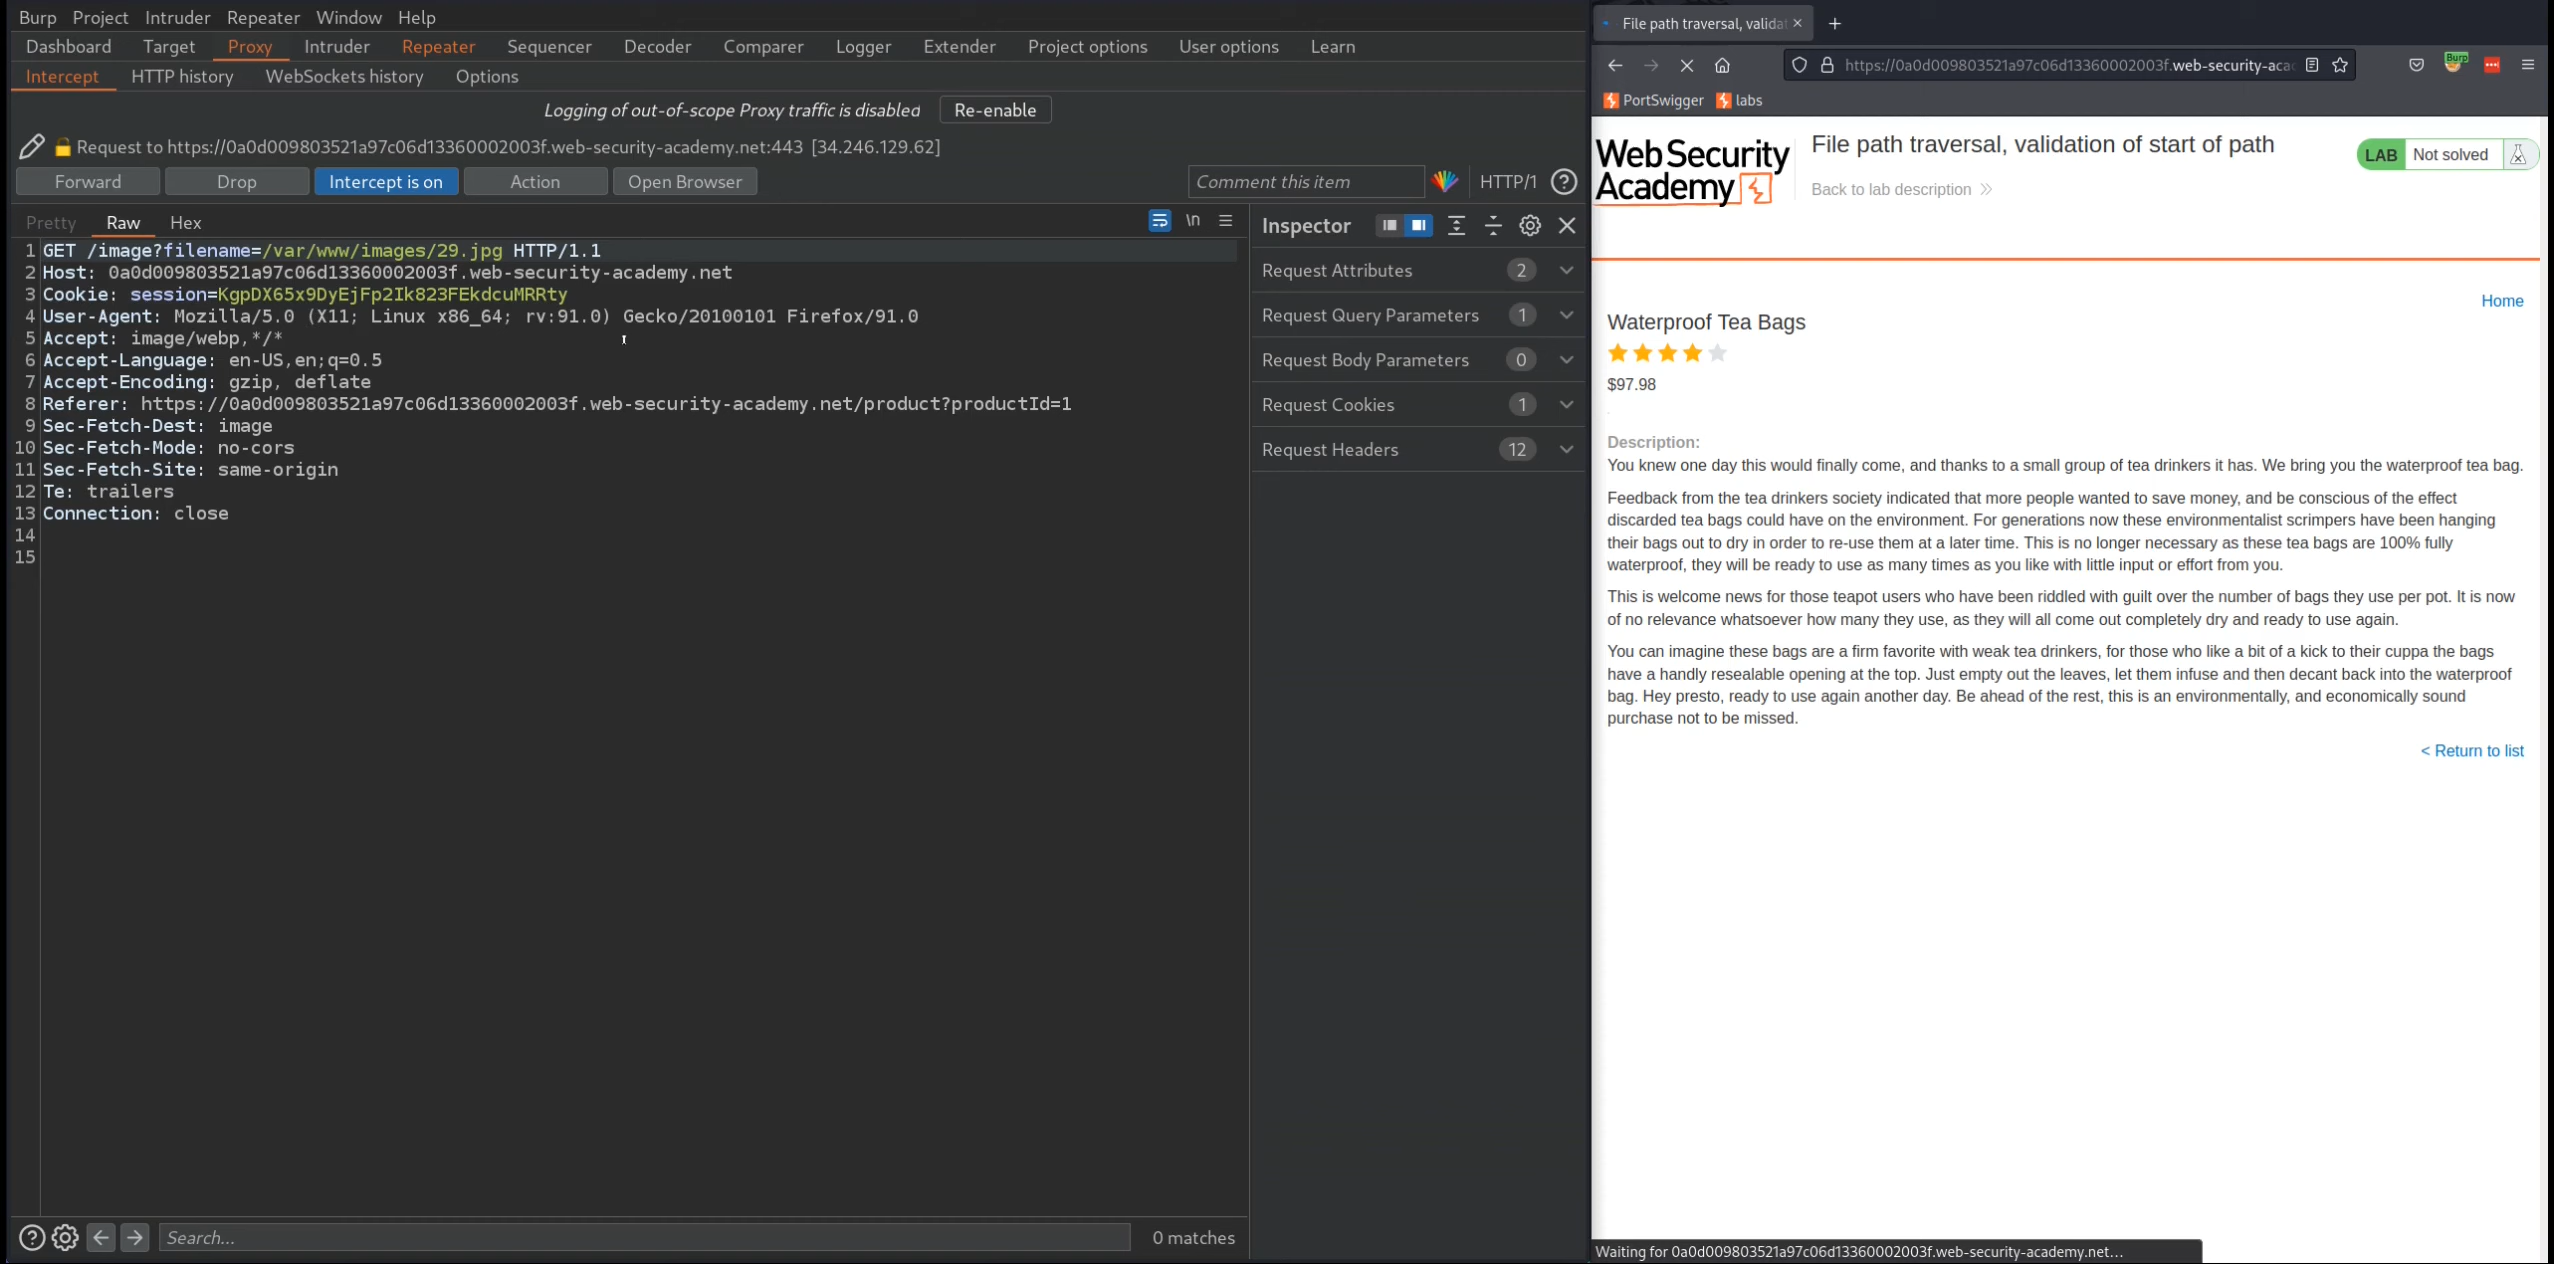 Burp Project Intruder Repeater Window Help
Dashboard Target Proxy Intruder Repeater Sequencer Decoder Comparer Logger Extender Project options User options Learn
Intercept HTTP history WebSockets history Options
Logging of out-of-scope Proxy traffic is disabled Re-enable
Request to https://0a0d009803521a97c06d13360002003f.web-security-academy.net:443 [34.246.129.62]
Forward Drop Intercept is on Action Open Browser Comment this item HTTP/1 ?
Pretty Raw Hex \n
1 GET /image?filename=/var/www/images/29.jpg HTTP/1.1
2 Host: 0a0d009803521a97c06d13360002003f.web-security-academy.net
3 Cookie: session=KgpDX65x9DyEjFp2Ik823FEkdcuMRRty
4 User-Agent: Mozilla/5.0 (X11; Linux x86_64; rv:91.0) Gecko/20100101 Firefox/91.0
5 Accept: image/webp,*/*
6 Accept-Language: en-US,en;q=0.5
7 Accept-Encoding: gzip, deflate
8 Referer: https://0a0d009803521a97c06d13360002003f.web-security-academy.net/product?productId=1
9 Sec-Fetch-Dest: image
10 Sec-Fetch-Mode: no-cors
11 Sec-Fetch-Site: same-origin
12 Te: trailers
13 Connection: close
14
15
Inspector
Request Attributes 2
Request Query Parameters 1
Request Body Parameters 0
Request Cookies 1
Request Headers 12
? Search... 0 matches
File path traversal, validat
https://0a0d009803521a97c06d13360002003f.web-security-aca
Burp
PortSwigger labs
Web Security
Academy
File path traversal, validation of start of path
Back to lab description
LAB Not solved
Home
Waterproof Tea Bags
$97.98
Description:
You knew one day this would finally come, and thanks to a small group of tea drinkers it has. We bring you the waterproof tea bag.
Feedback from the tea drinkers society indicated that more people wanted to save money, and be conscious of the effect
discarded tea bags could have on the environment. For generations now these environmentalist scrimpers have been hanging
their bags out to dry in order to re-use them at a later time. This is no longer necessary as these tea bags are 100% fully
waterproof, they will be ready to use as many times as you like with little input or effort from you.
This is welcome news for those teapot users who have been riddled with guilt over the number of bags they use per pot. It is now
of no relevance whatsoever how many they use, as they will all come out completely dry and ready to use again.
You can imagine these bags are a firm favorite with weak tea drinkers, for those who like a bit of a kick to their cuppa the bags
have a handly resealable opening at the top. Just empty out the leaves, let them infuse and then decant back into the waterproof
bag. Hey presto, ready to use again another day. Be ahead of the rest, this is an environmentally, and economically sound
purchase not to be missed.
< Return to list
Waiting for 0a0d009803521a97c06d13360002003f.web-security-academy.net…